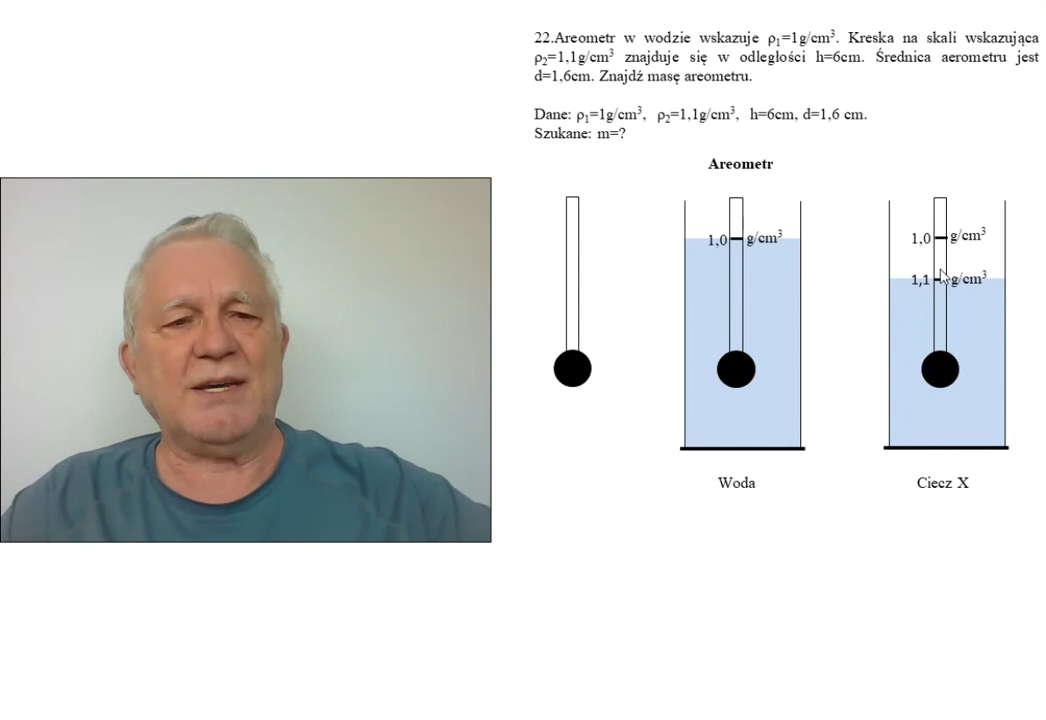 22.Areometr w wodzie wskazuje ρ₁=1g/cm³. Kreska na skali wskazująca
ρ₂=1,1g/cm³ znajduje się w odległości h=6cm. Średnica aerometru jest
d=1,6cm. Znajdź masę areometru.
Dane: ρ₁=1g/cm³, ρ₂=1,1g/cm³, h=6cm, d=1,6 cm.
Szukane: m=?
Areometr
1,0 g/cm³
1,0 g/cm³
1,1 g/cm³
Woda
Ciecz X